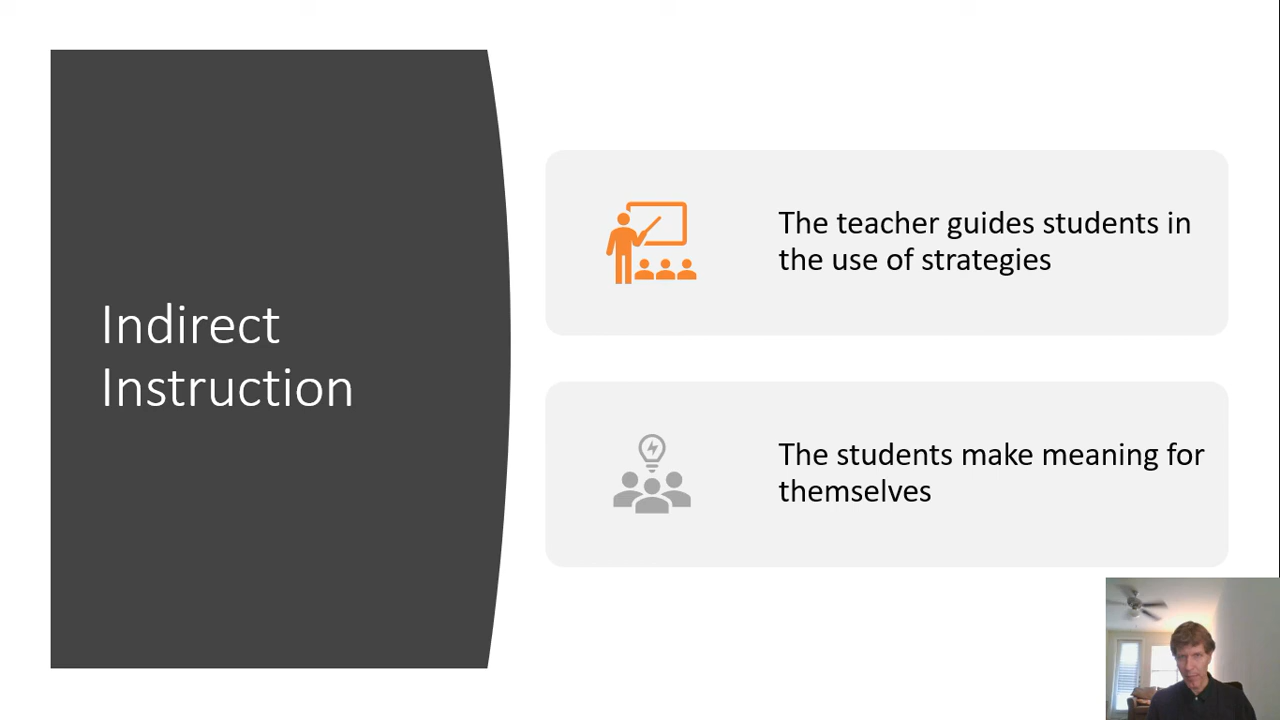 Indirect
Instruction
The teacher guides students in
the use of strategies
The students make meaning for
themselves